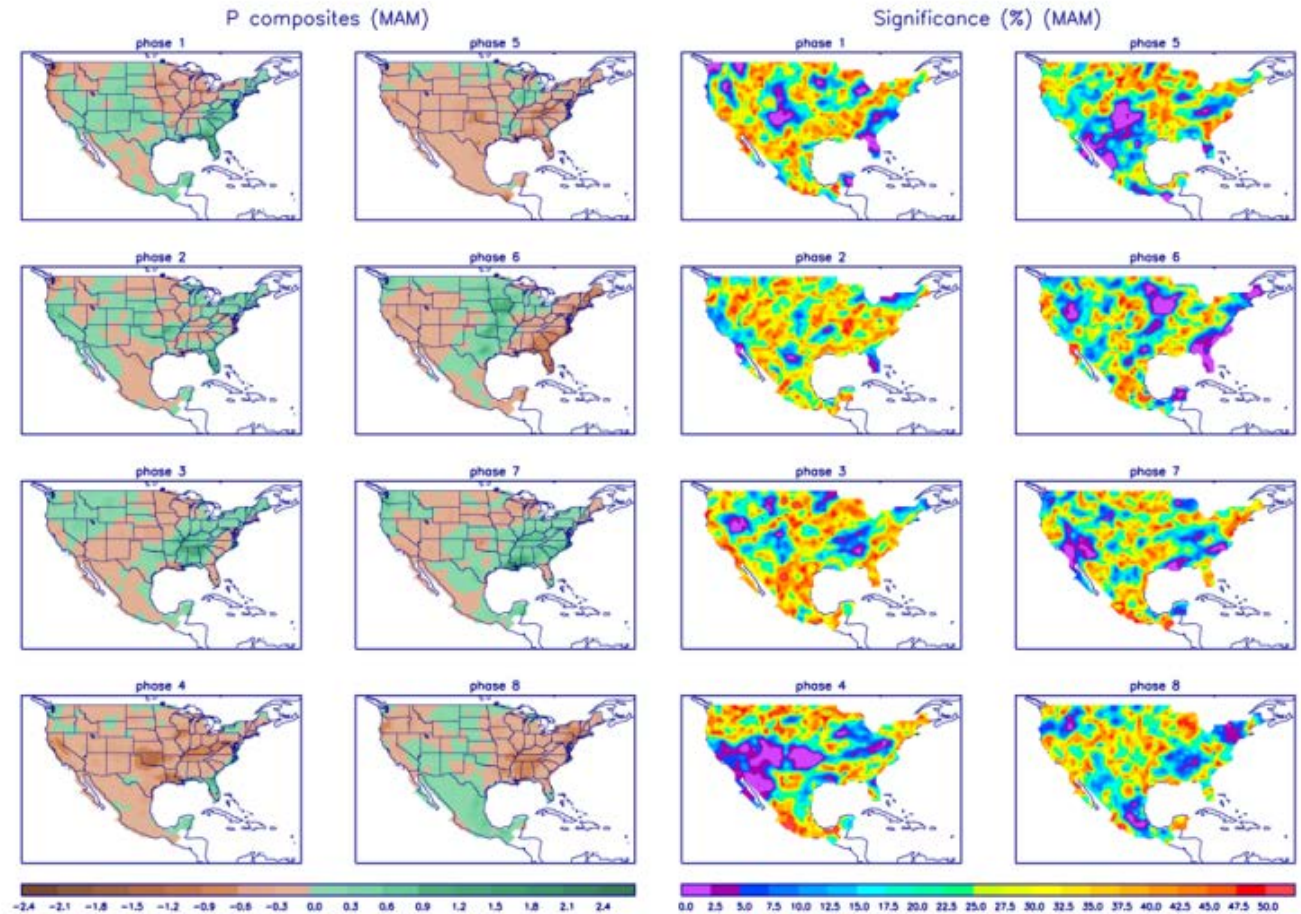 P composites (MAM)
Significance (%) (MAM)
phase 1
phase 5
phase 1
phase 5
phase 2
phase 6
phase 2
phase 6
phase 3
phase 7
phase 3
phase 7
phase 4
phase 8
phase 4
phase 8
-2.4 -2.1 -1.8 -1.5 -1.2 -0.9 -0.6 -0.3 0.0 0.3 0.6 0.9 1.2 1.5 1.8 2.1 2.4
0.0 2.5 5.0 7.5 10.0 12.5 15.0 17.5 20.0 22.5 25.0 27.5 30.0 32.5 35.0 37.5 40.0 42.5 45.0 47.5 50.0